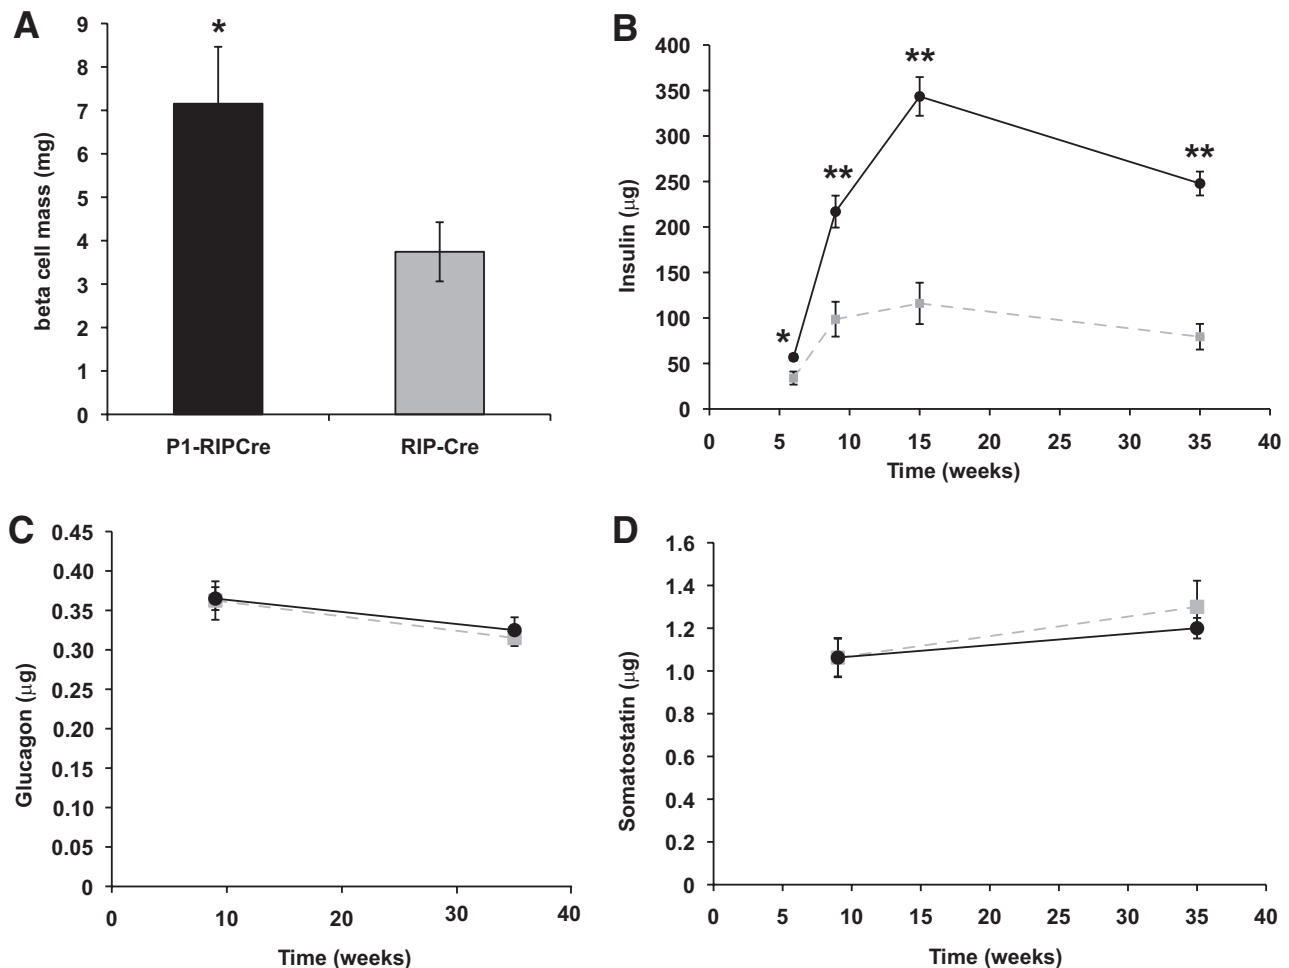 A
9
8
7
6
5
4
3
2
1
0
beta cell mass (mg)
*
P1-RIPCre
RIP-Cre
B
400
350
300
250
200
150
100
50
0
Insulin (μg)
*
**
**
**
0 5 10 15 20 25 30 35 40
Time (weeks)
C
0.45
0.40
0.35
0.30
0.25
0.20
0.15
0.10
0.05
0
Glucagon (μg)
0 10 20 30 40
Time (weeks)
D
1.6
1.4
1.2
1.0
0.8
0.6
0.4
0.2
0
Somatostatin (μg)
0 5 10 15 20 25 30 35 40
Time (weeks)